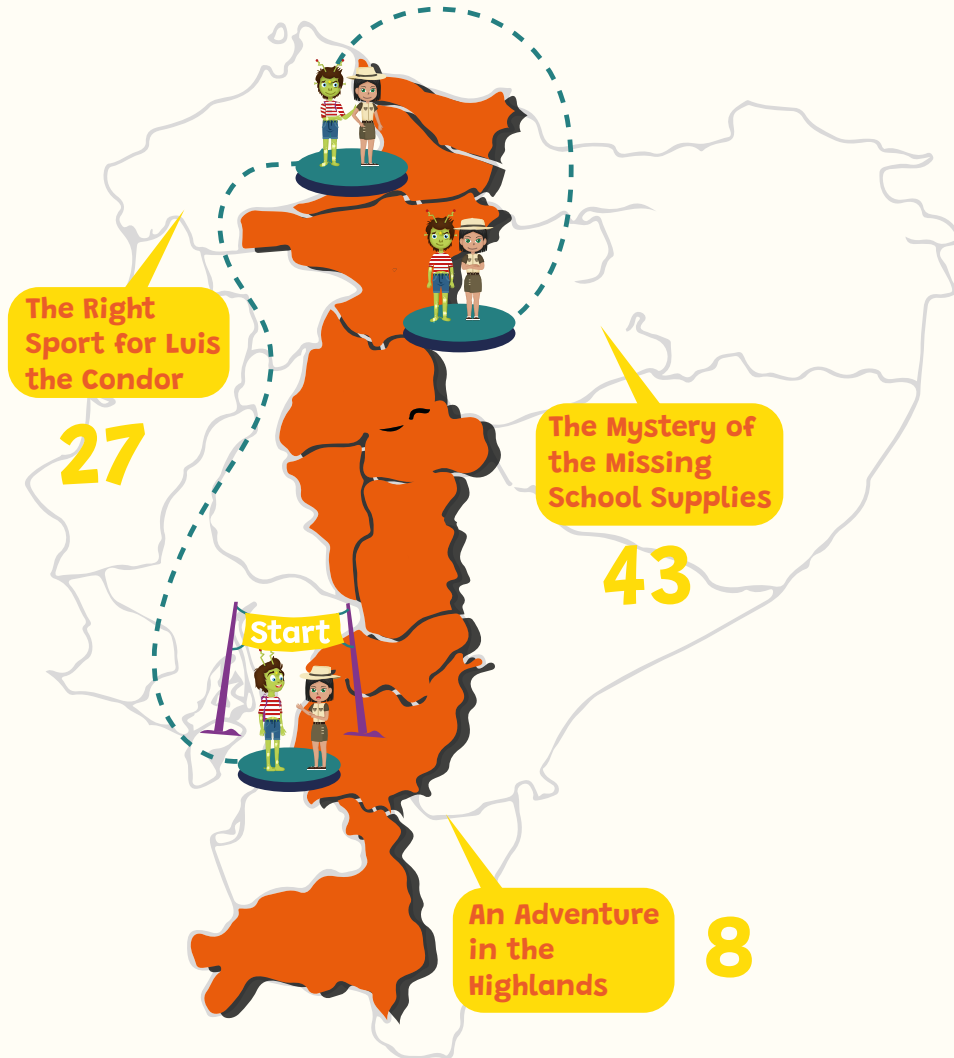 The Right
Sport for Luis
the Condor
27
The Mystery of
the Missing
School Supplies
43
Start
An Adventure
in the
Highlands
8